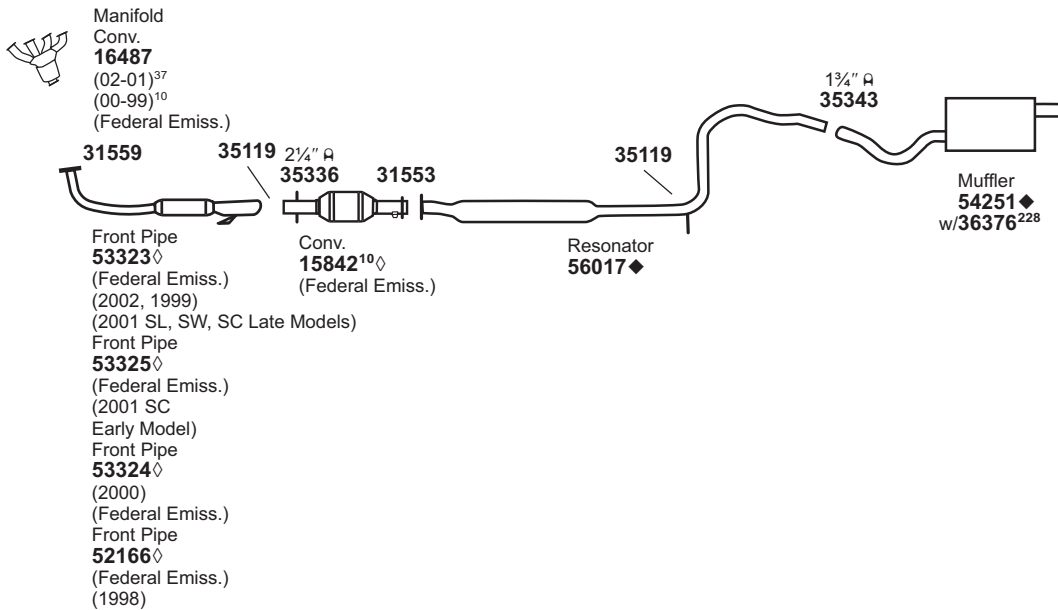 Manifold
Conv.
16487
(02-01)³⁷
(00-99)¹⁰
(Federal Emiss.)
31559
35119
2¼"
35336
31553
35119
1¾"
35343
Front Pipe
53323◊
(Federal Emiss.)
(2002, 1999)
(2001 SL, SW, SC Late Models)
Front Pipe
53325◊
(Federal Emiss.)
(2001 SC
Early Model)
Front Pipe
53324◊
(2000)
(Federal Emiss.)
Front Pipe
52166◊
(Federal Emiss.)
(1998)
Conv.
15842¹⁰◊
(Federal Emiss.)
Resonator
56017◆
Muffler
54251◆
w/36376²²⁸